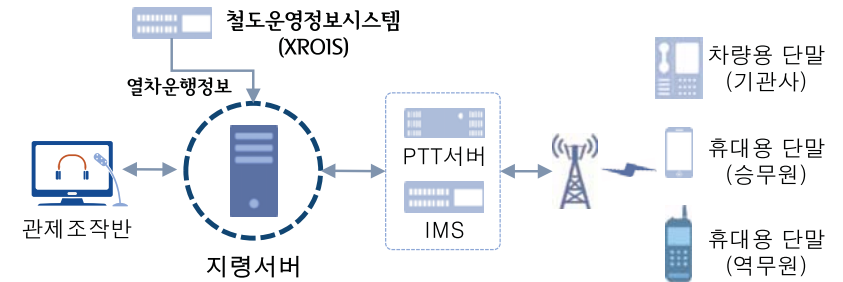 철도운영정보시스템
(XROIS)
열차운행정보
관제조작반
지령서버
PTT서버
IMS
차량용 단말
(기관사)
휴대용 단말
(승무원)
휴대용 단말
(역무원)